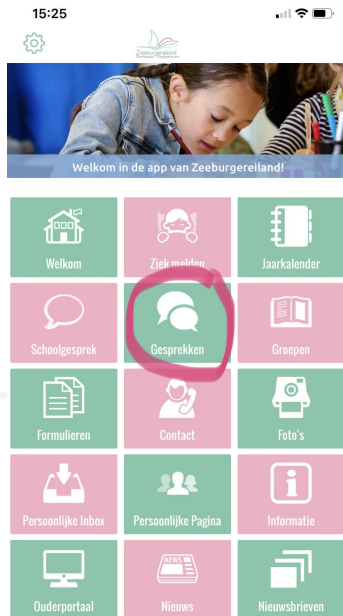 15:25
Zeeburgereiland
Welkom in de app van Zeeburgereiland!
Welkom
Ziek melden
Jaarkalender
Schoolgesprek
Gesprekken
Groepen
Formulieren
Contact
Foto's
Persoonlijke Inbox
Persoonlijke Pagina
Informatie
NEWS
Ouderportaal
Nieuws
Nieuwsbrieven